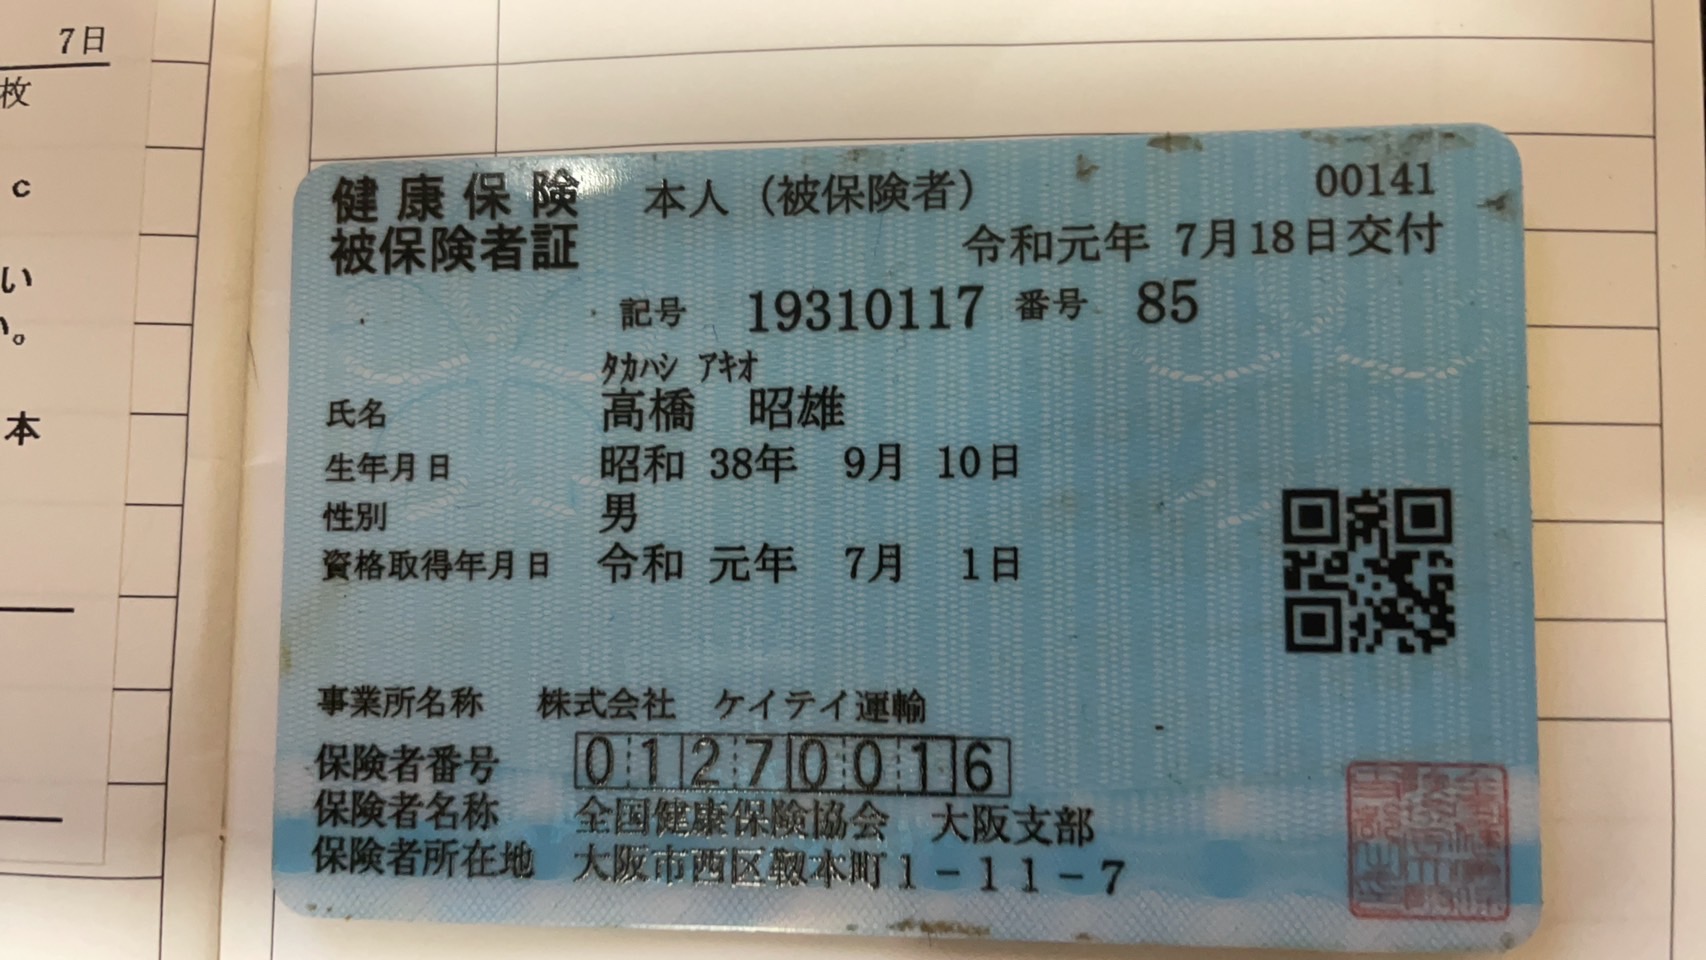 7日
枚
c
い
。
本
健康保険 本人（被保険者） 00141
被保険者証 令和元年 7月18日交付
記号 19310117 番号 85
ﾀｶﾊｼ ｱｷｵ
氏名 高橋 昭雄
生年月日 昭和 38年 9月 10日
性別 男
資格取得年月日 令和 元年 7月 1日
事業所名称 株式会社 ケイテイ運輸
保険者番号 01270016
保険者名称 全国健康保険協会 大阪支部
保険者所在地 大阪市西区靱本町1-11-7